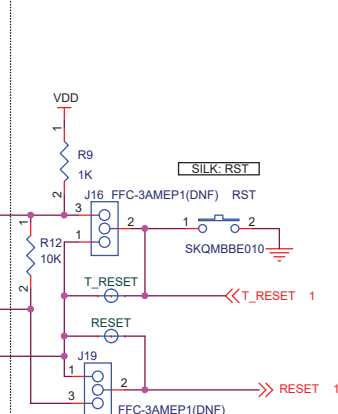 VDD
1
R9
1K
2
SILK: RST
J16 FFC-3AMEP1(DNF) RST
3
2
1
1 2
SKQMBBE010
1
R12
10K
2
T_RESET
T_RESET 1
RESET
J19
1
2
3
RESET 1
FFC-3AMEP1(DNF)